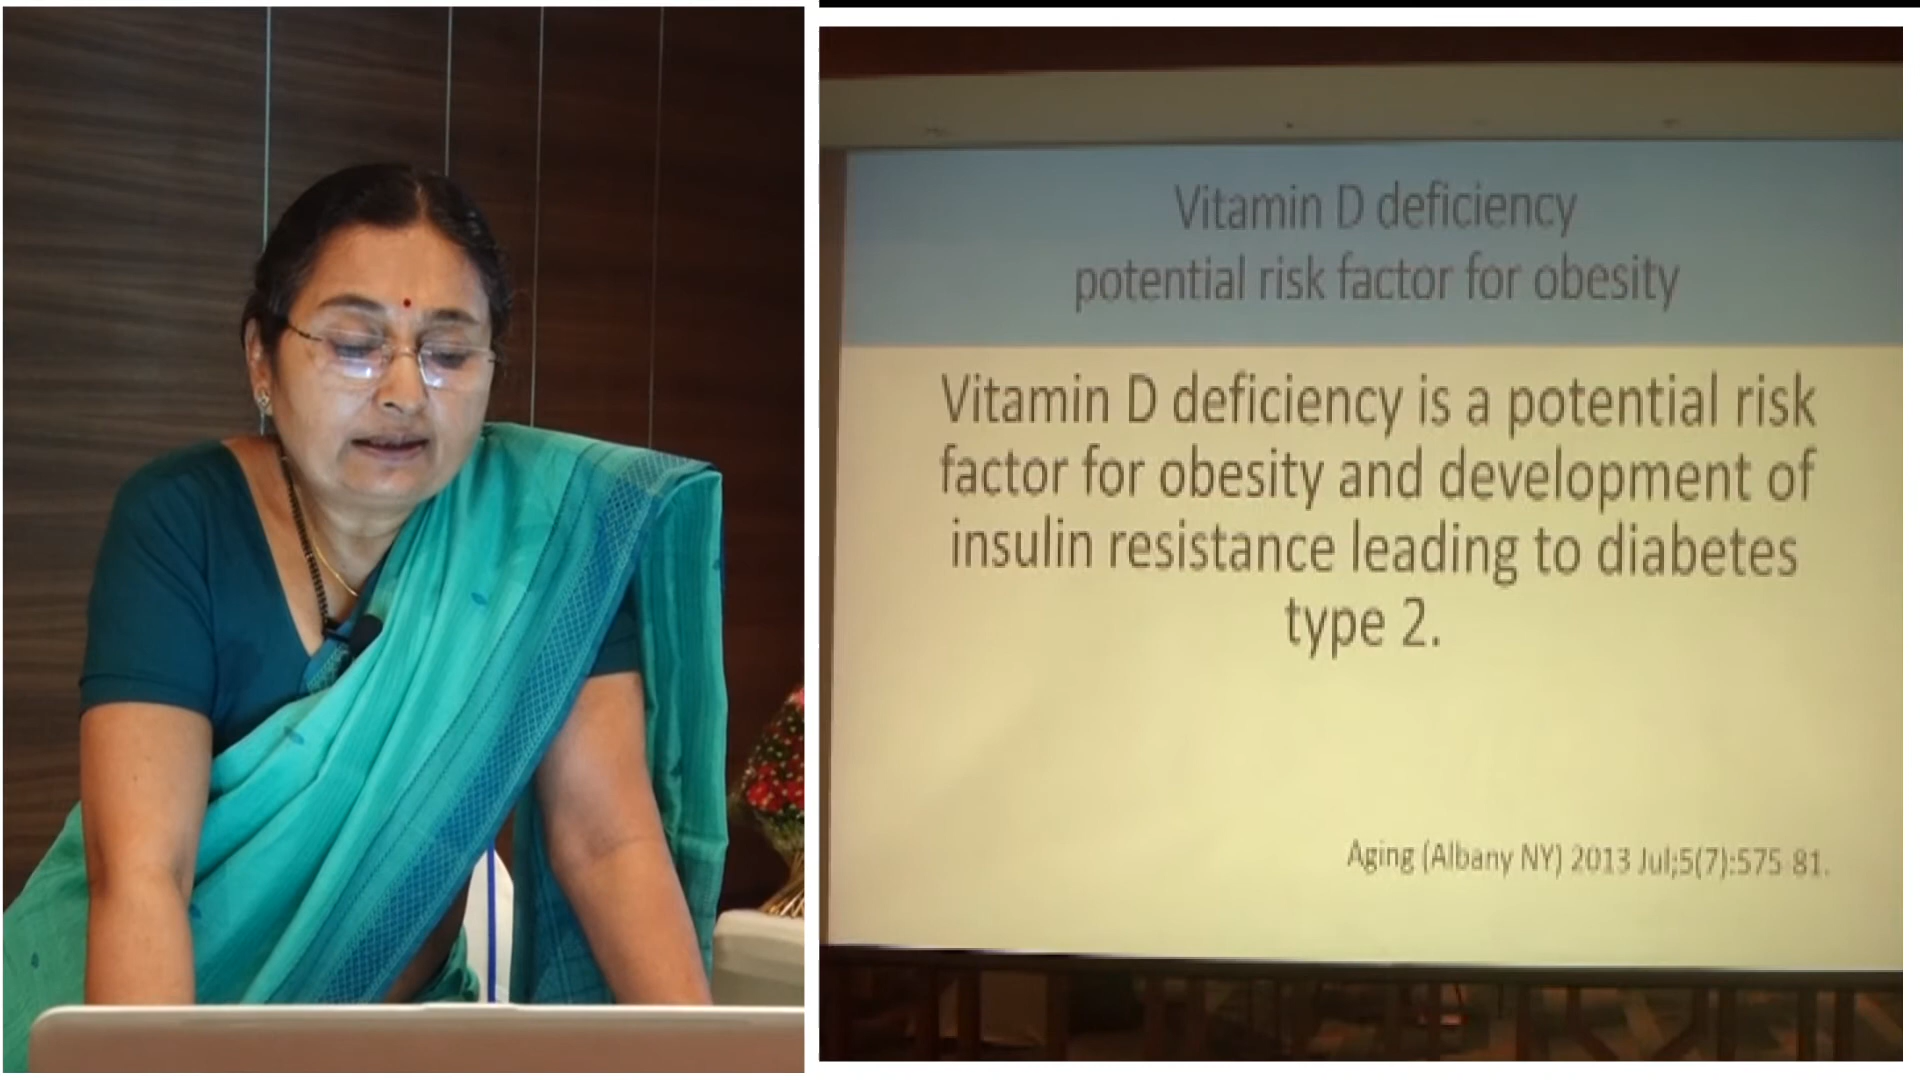 Vitamin D deficiency
potential risk factor for obesity
Vitamin D deficiency is a potential risk
factor for obesity and development of
insulin resistance leading to diabetes
type 2.
Aging (Albany NY) 2013 Jul;5(7):575-81.